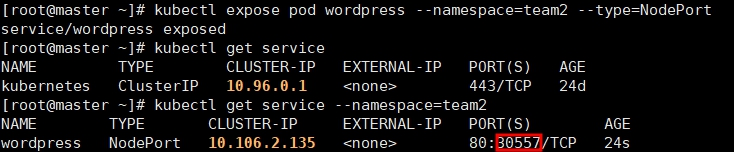 [root@master ~]# kubectl expose pod wordpress --namespace=team2 --type=NodePort
service/wordpress exposed
[root@master ~]# kubectl get service
NAME TYPE CLUSTER-IP EXTERNAL-IP PORT(S) AGE
kubernetes ClusterIP 10.96.0.1 <none> 443/TCP 24d
[root@master ~]# kubectl get service --namespace=team2
NAME TYPE CLUSTER-IP EXTERNAL-IP PORT(S) AGE
wordpress NodePort 10.106.2.135 <none> 80:30557/TCP 24s